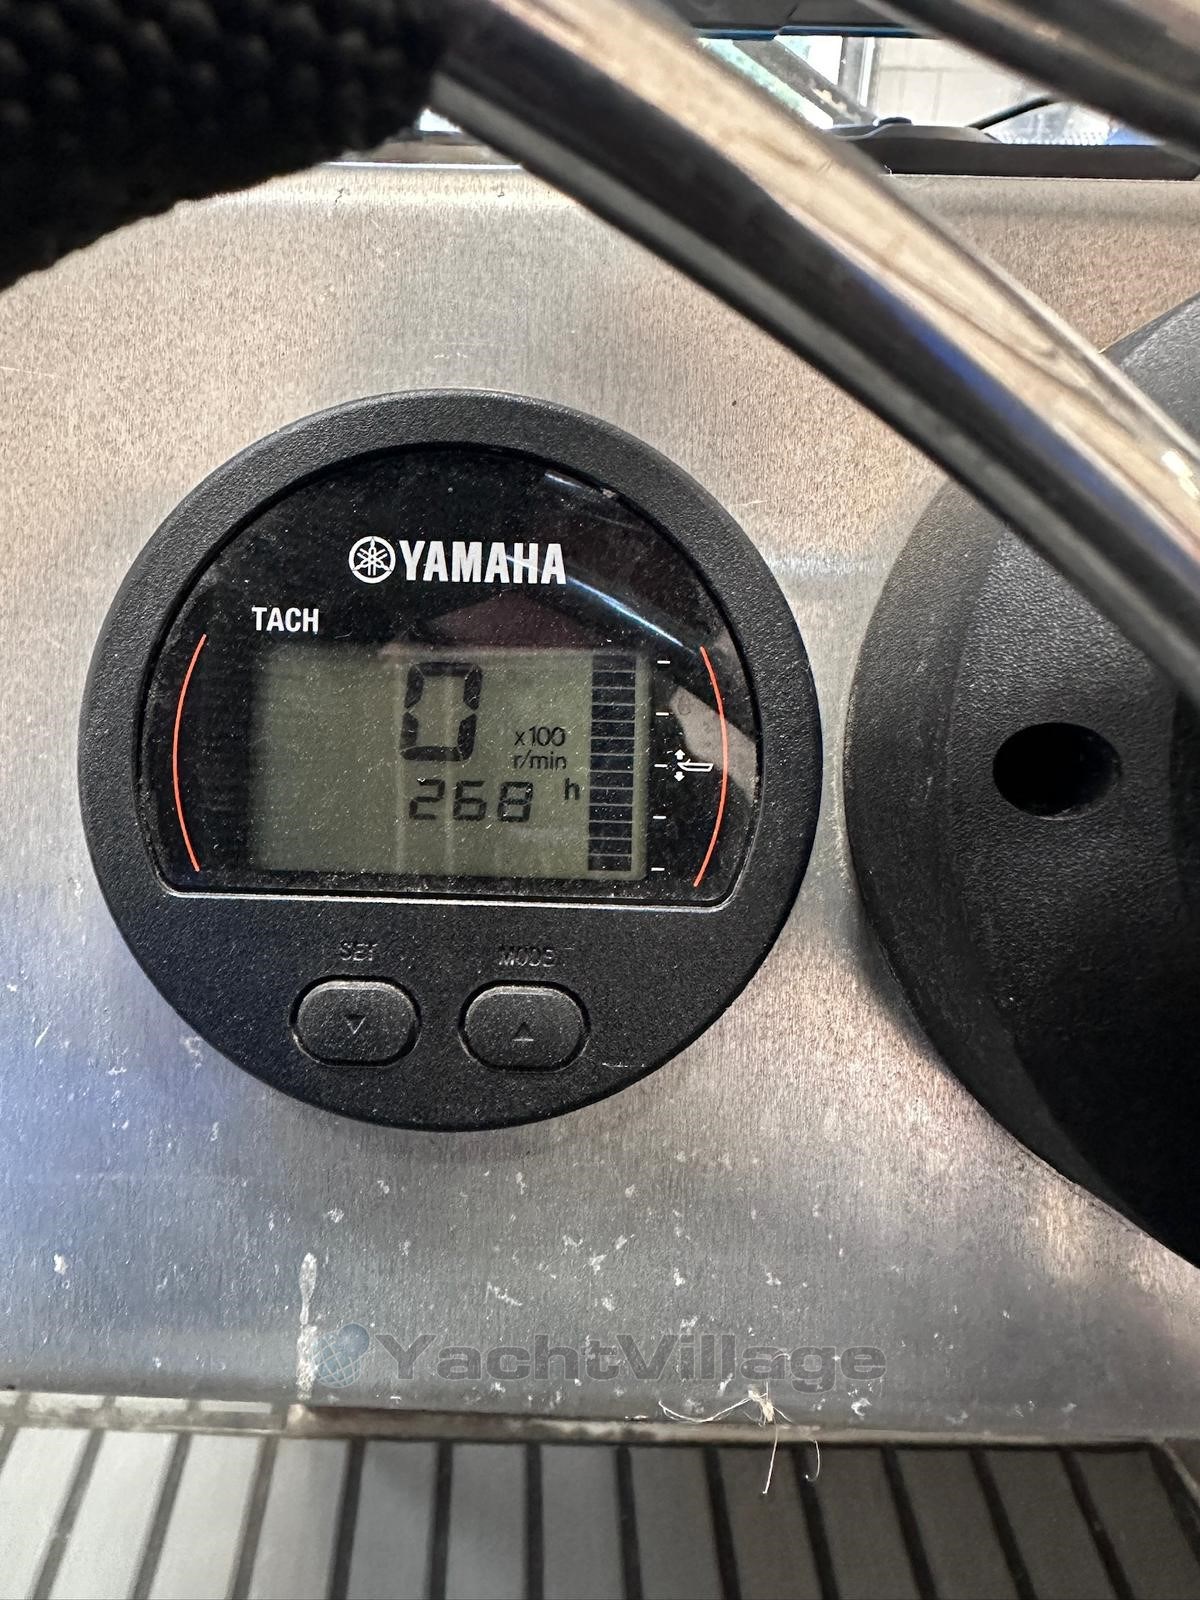 YAMAHA
TACH
0
x100
r/min
268 h
SET
MODE
YachtVillage